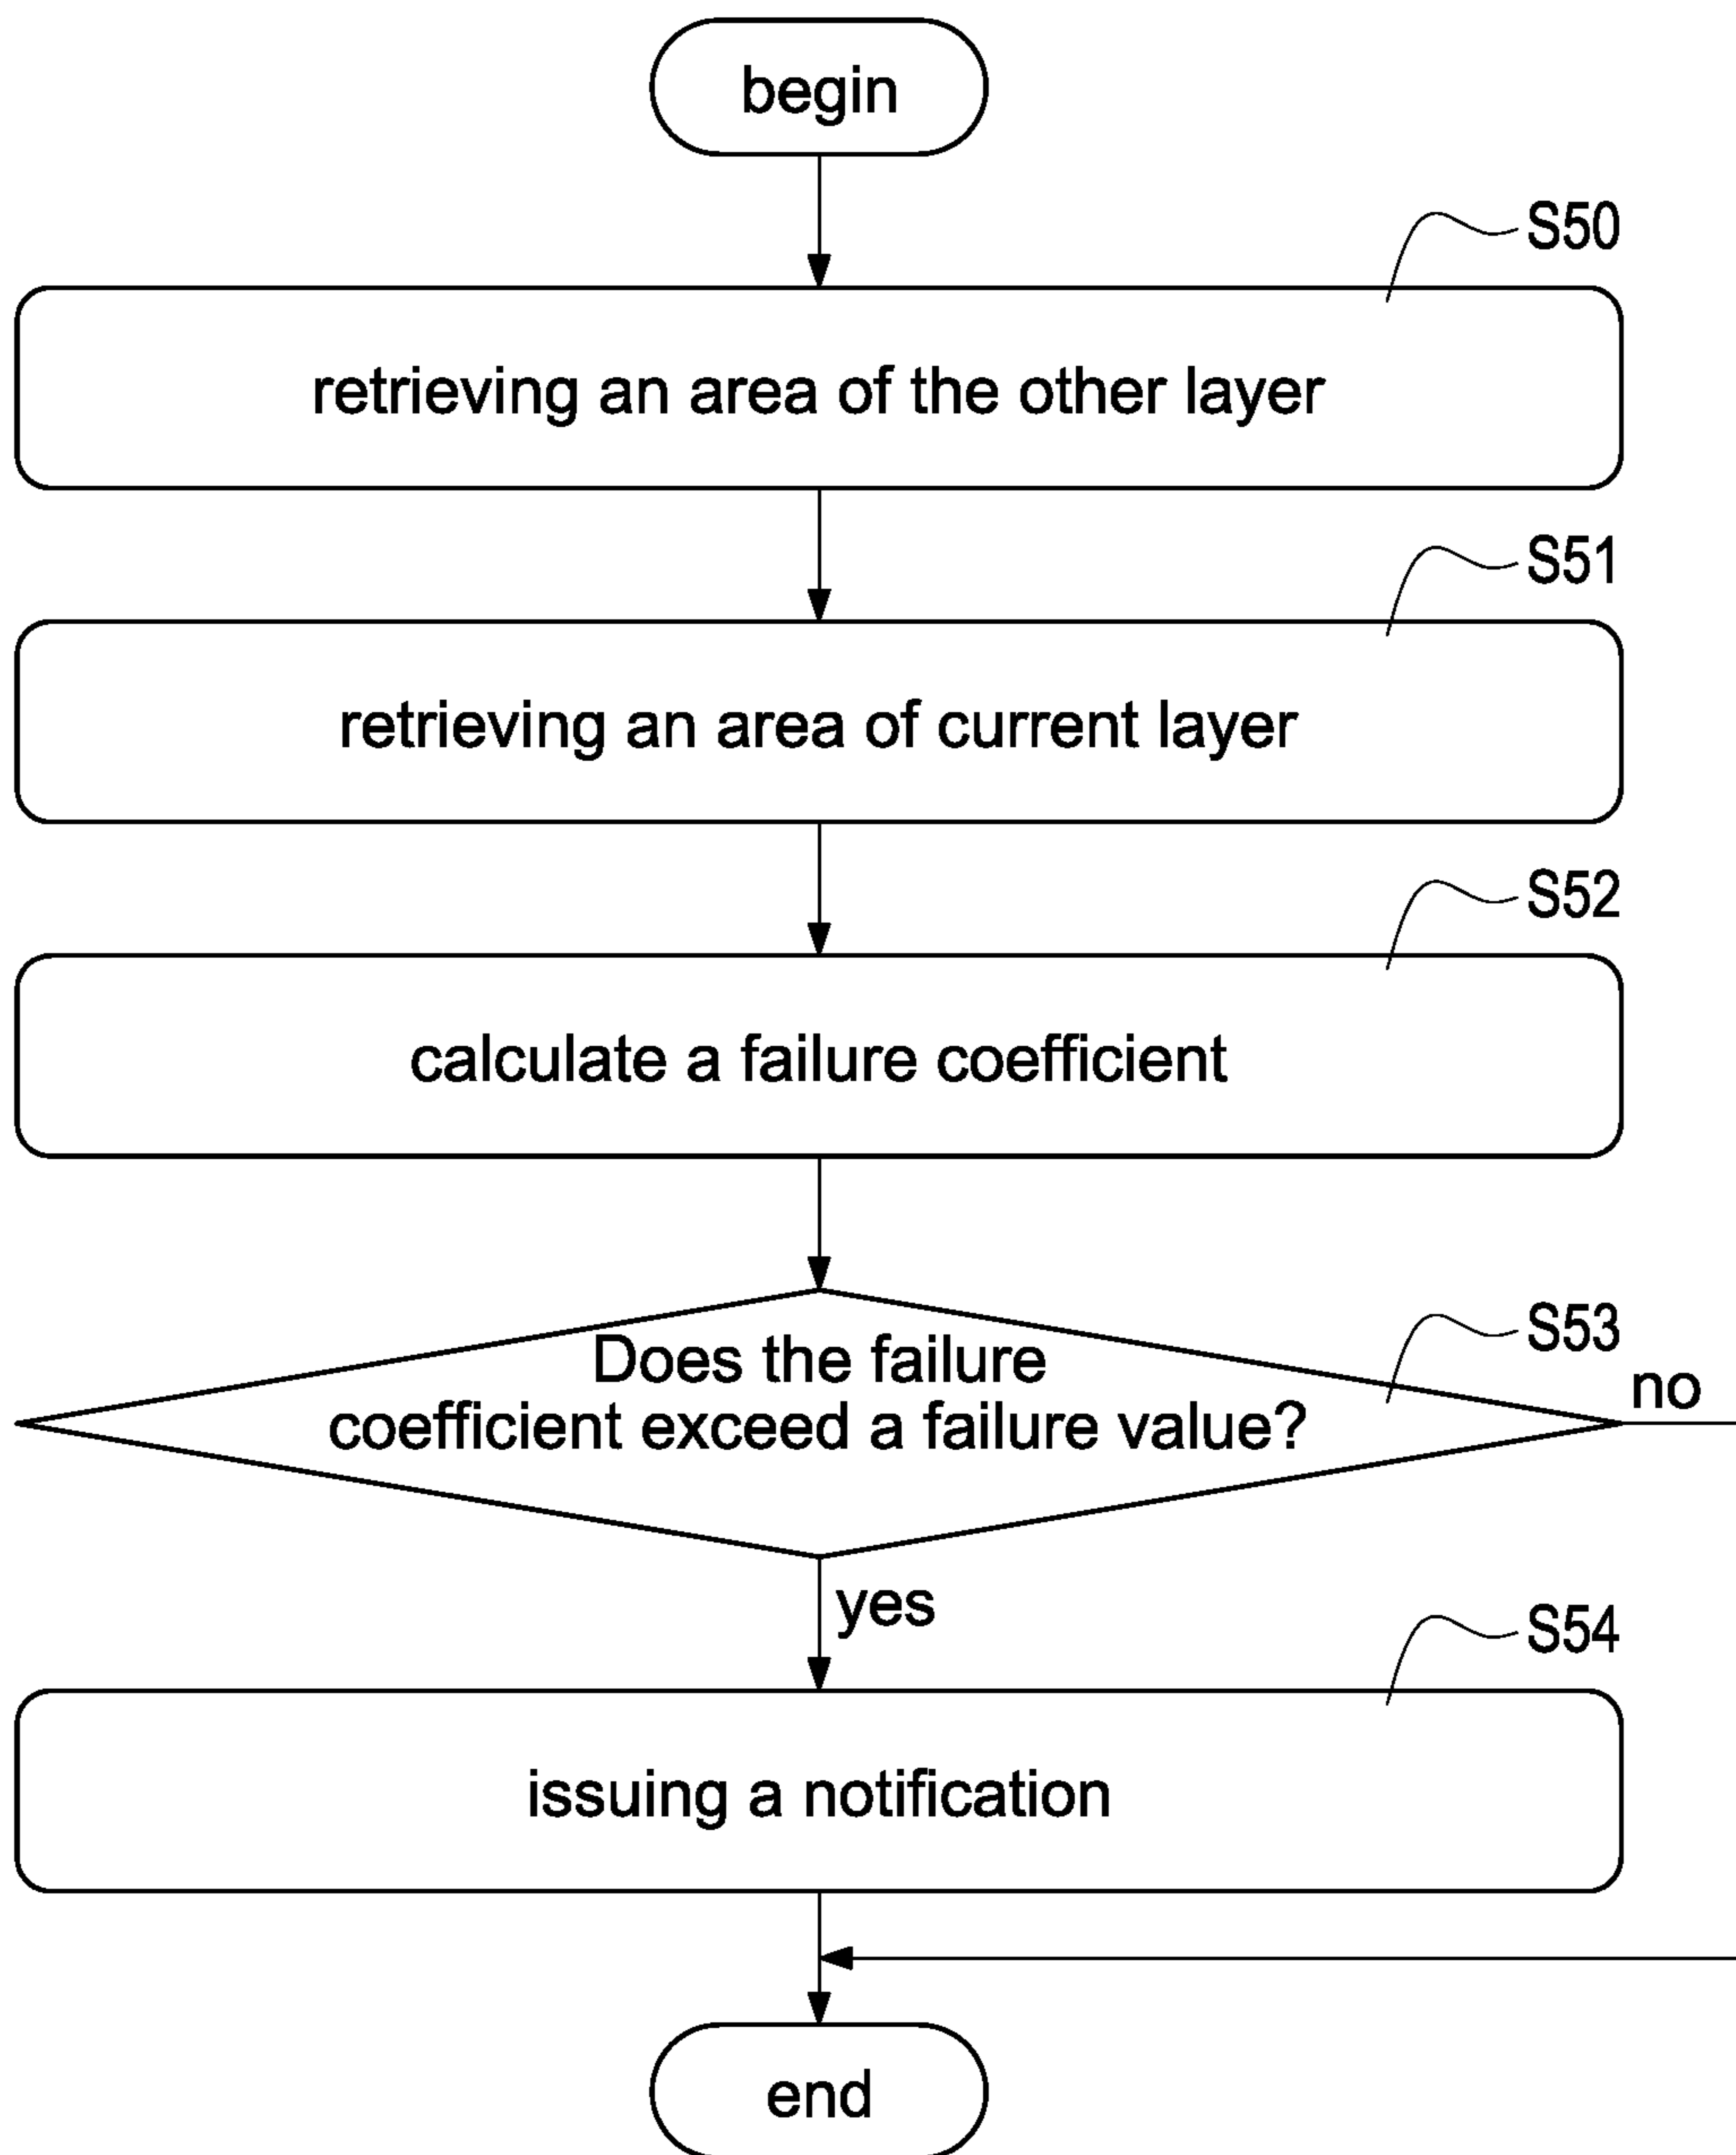 begin
S50
retrieving an area of the other layer
S51
retrieving an area of current layer
S52
calculate a failure coefficient
S53
Does the failure
coefficient exceed a failure value?
no
yes
S54
issuing a notification
end